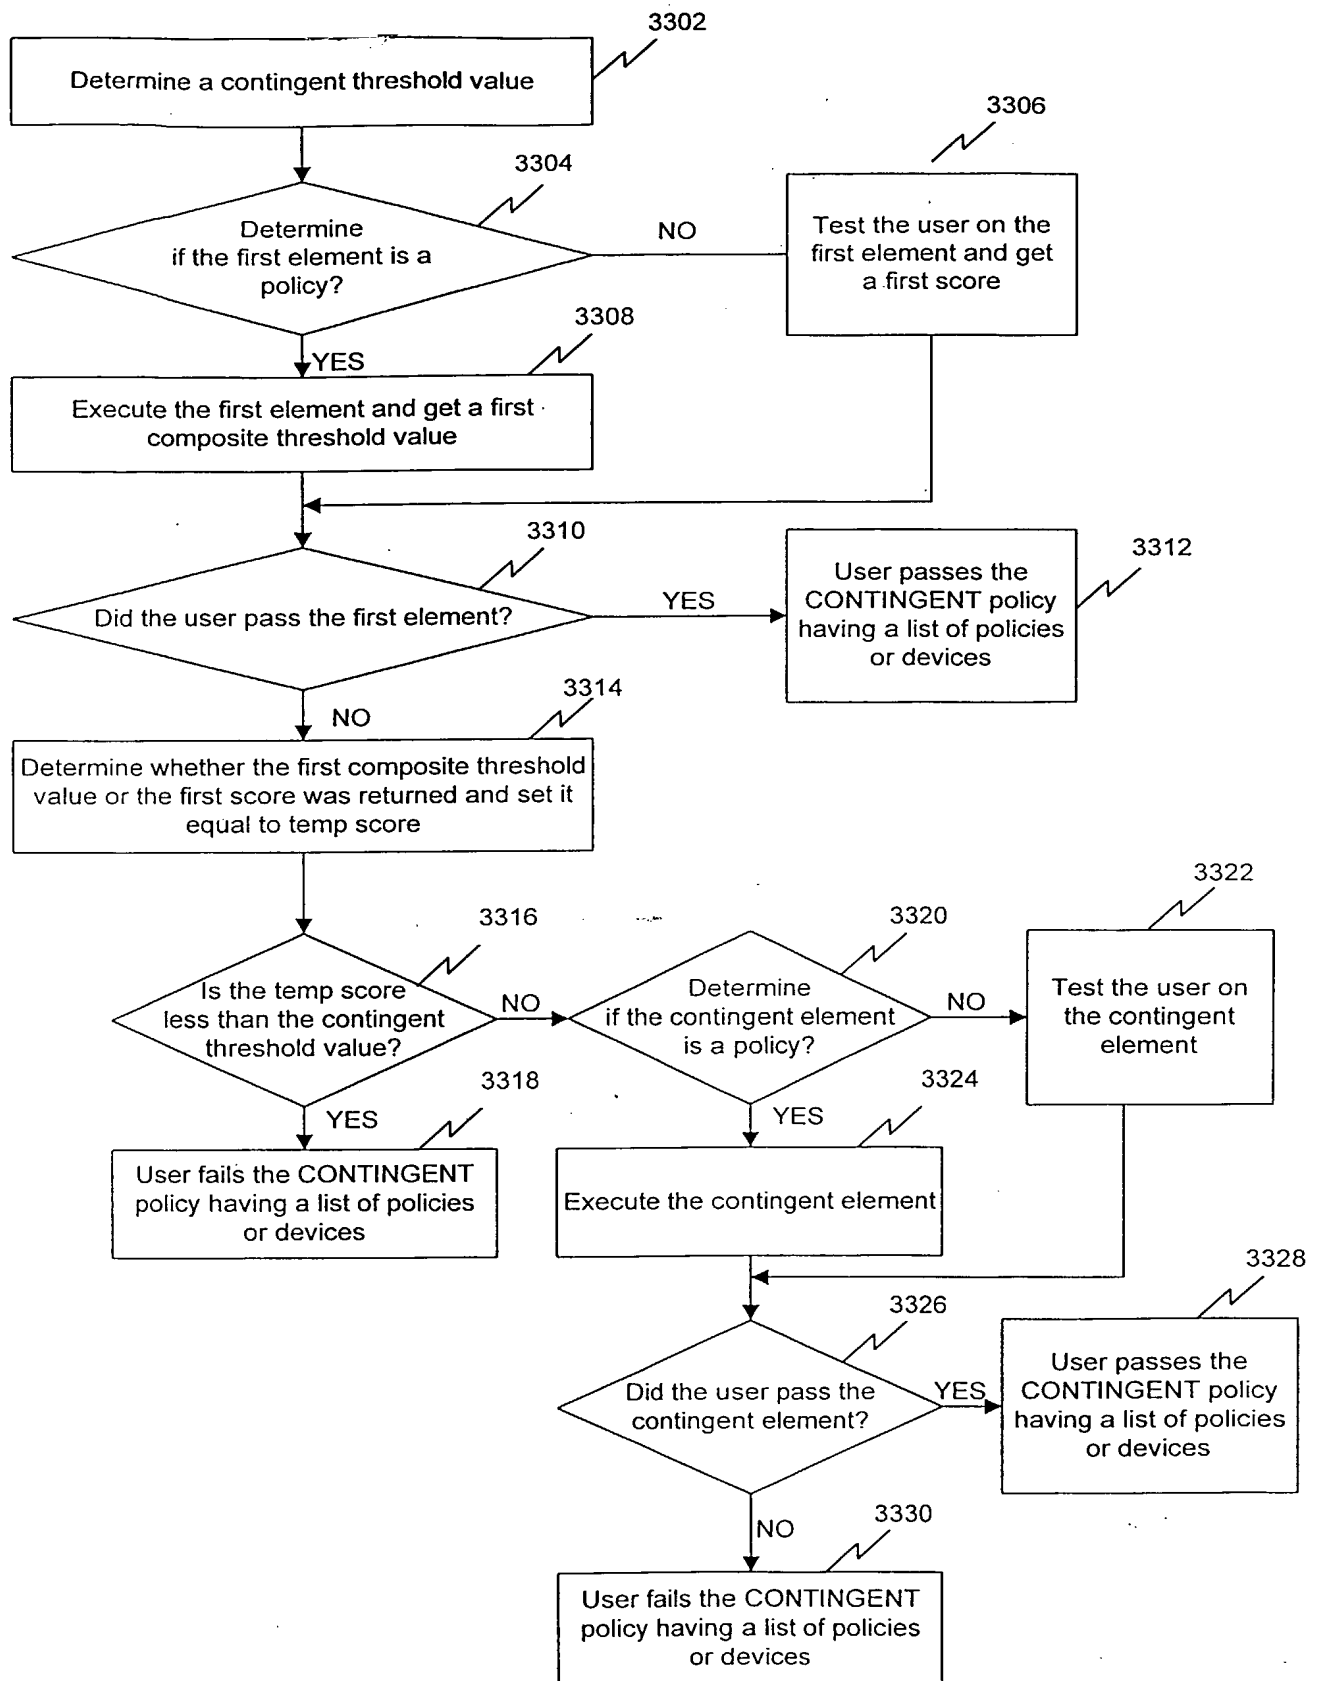 3302
Determine a contingent threshold value
3304
Determine
if the first element is a
policy?
NO
3306
Test the user on the
first element and get
a first score
YES
3308
Execute the first element and get a first
composite threshold value
3310
Did the user pass the first element?
YES
3312
User passes the
CONTINGENT policy
having a list of policies
or devices
NO
3314
Determine whether the first composite threshold
value or the first score was returned and set it
equal to temp score
3316
Is the temp score
less than the contingent
threshold value?
NO
3320
Determine
if the contingent element
is a policy?
NO
3322
Test the user on
the contingent
element
YES
3318
User fails the CONTINGENT
policy having a list of policies
or devices
YES
3324
Execute the contingent element
3326
Did the user pass the
contingent element?
YES
3328
User passes the
CONTINGENT policy
having a list of policies
or devices
NO
3330
User fails the CONTINGENT
policy having a list of policies
or devices